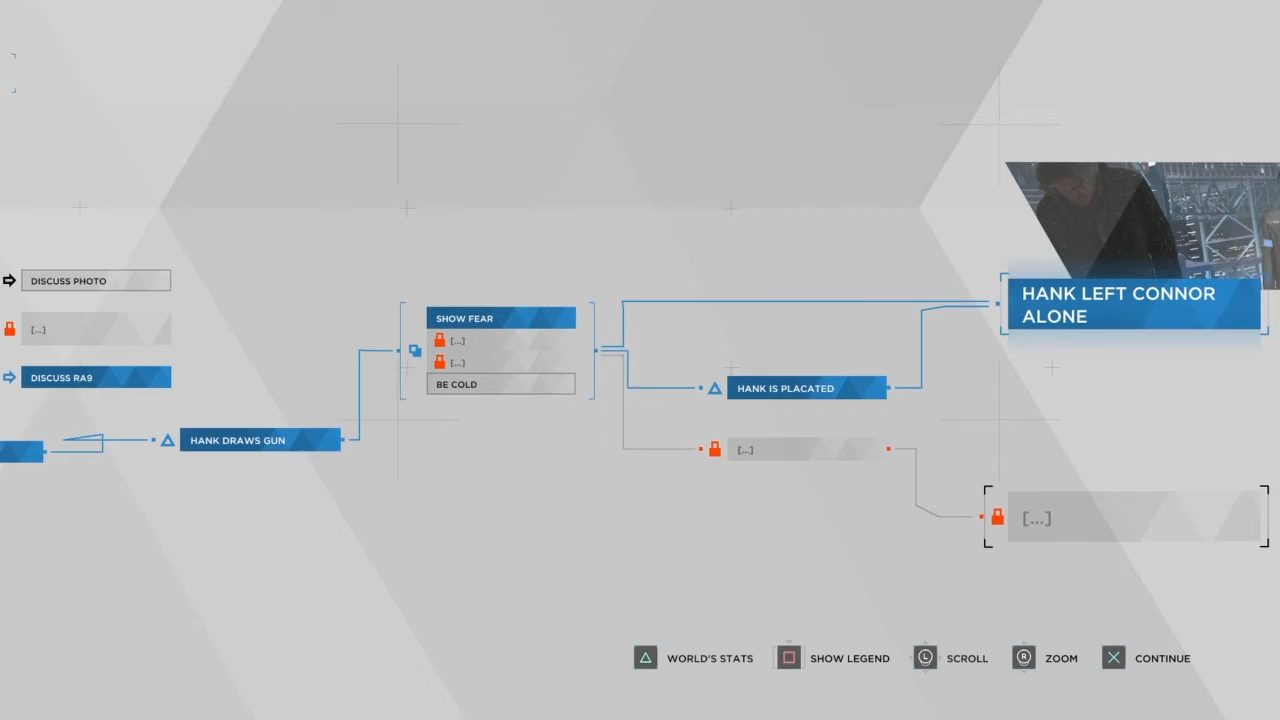 HANK LEFT CONNOR
ALONE
DISCUSS PHOTO
[...]
DISCUSS RA9
HANK DRAWS GUN
SHOW FEAR
[...]
[...]
BE COLD
HANK IS PLACATED
[...]
[...]
WORLD'S STATS
SHOW LEGEND
L SCROLL
R ZOOM
CONTINUE